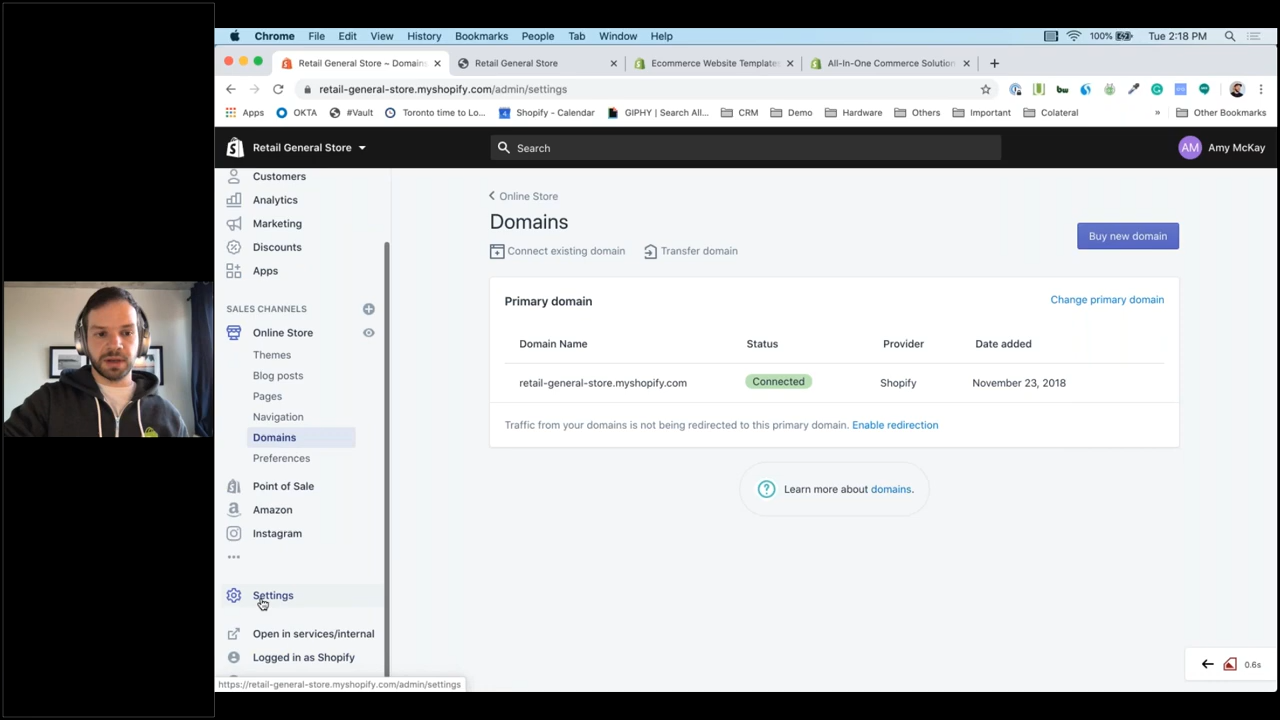 Chrome File Edit View History Bookmarks People Tab Window Help 100% Tue 2:18 PM
Retail General Store ~ Domains Retail General Store Ecommerce Website Template All-In-One Commerce Solution
retail-general-store.myshopify.com/admin/settings
Apps OKTA #Vault Toronto time to Lo... Shopify - Calendar GIPHY | Search All... CRM Demo Hardware Others Important Colateral » Other Bookmarks
Retail General Store Search AM Amy McKay
Customers
Analytics
Marketing
Discounts
Apps
SALES CHANNELS
Online Store
Themes
Blog posts
Pages
Navigation
Domains
Preferences
Point of Sale
Amazon
Instagram
Settings
Open in services/internal
Logged in as Shopify
https://retail-general-store.myshopify.com/admin/settings
Online Store
Domains
Buy new domain
Connect existing domain Transfer domain
Primary domain Change primary domain
Domain Name Status Provider Date added
retail-general-store.myshopify.com Connected Shopify November 23, 2018
Traffic from your domains is not being redirected to this primary domain. Enable redirection
Learn more about domains.
0.6s